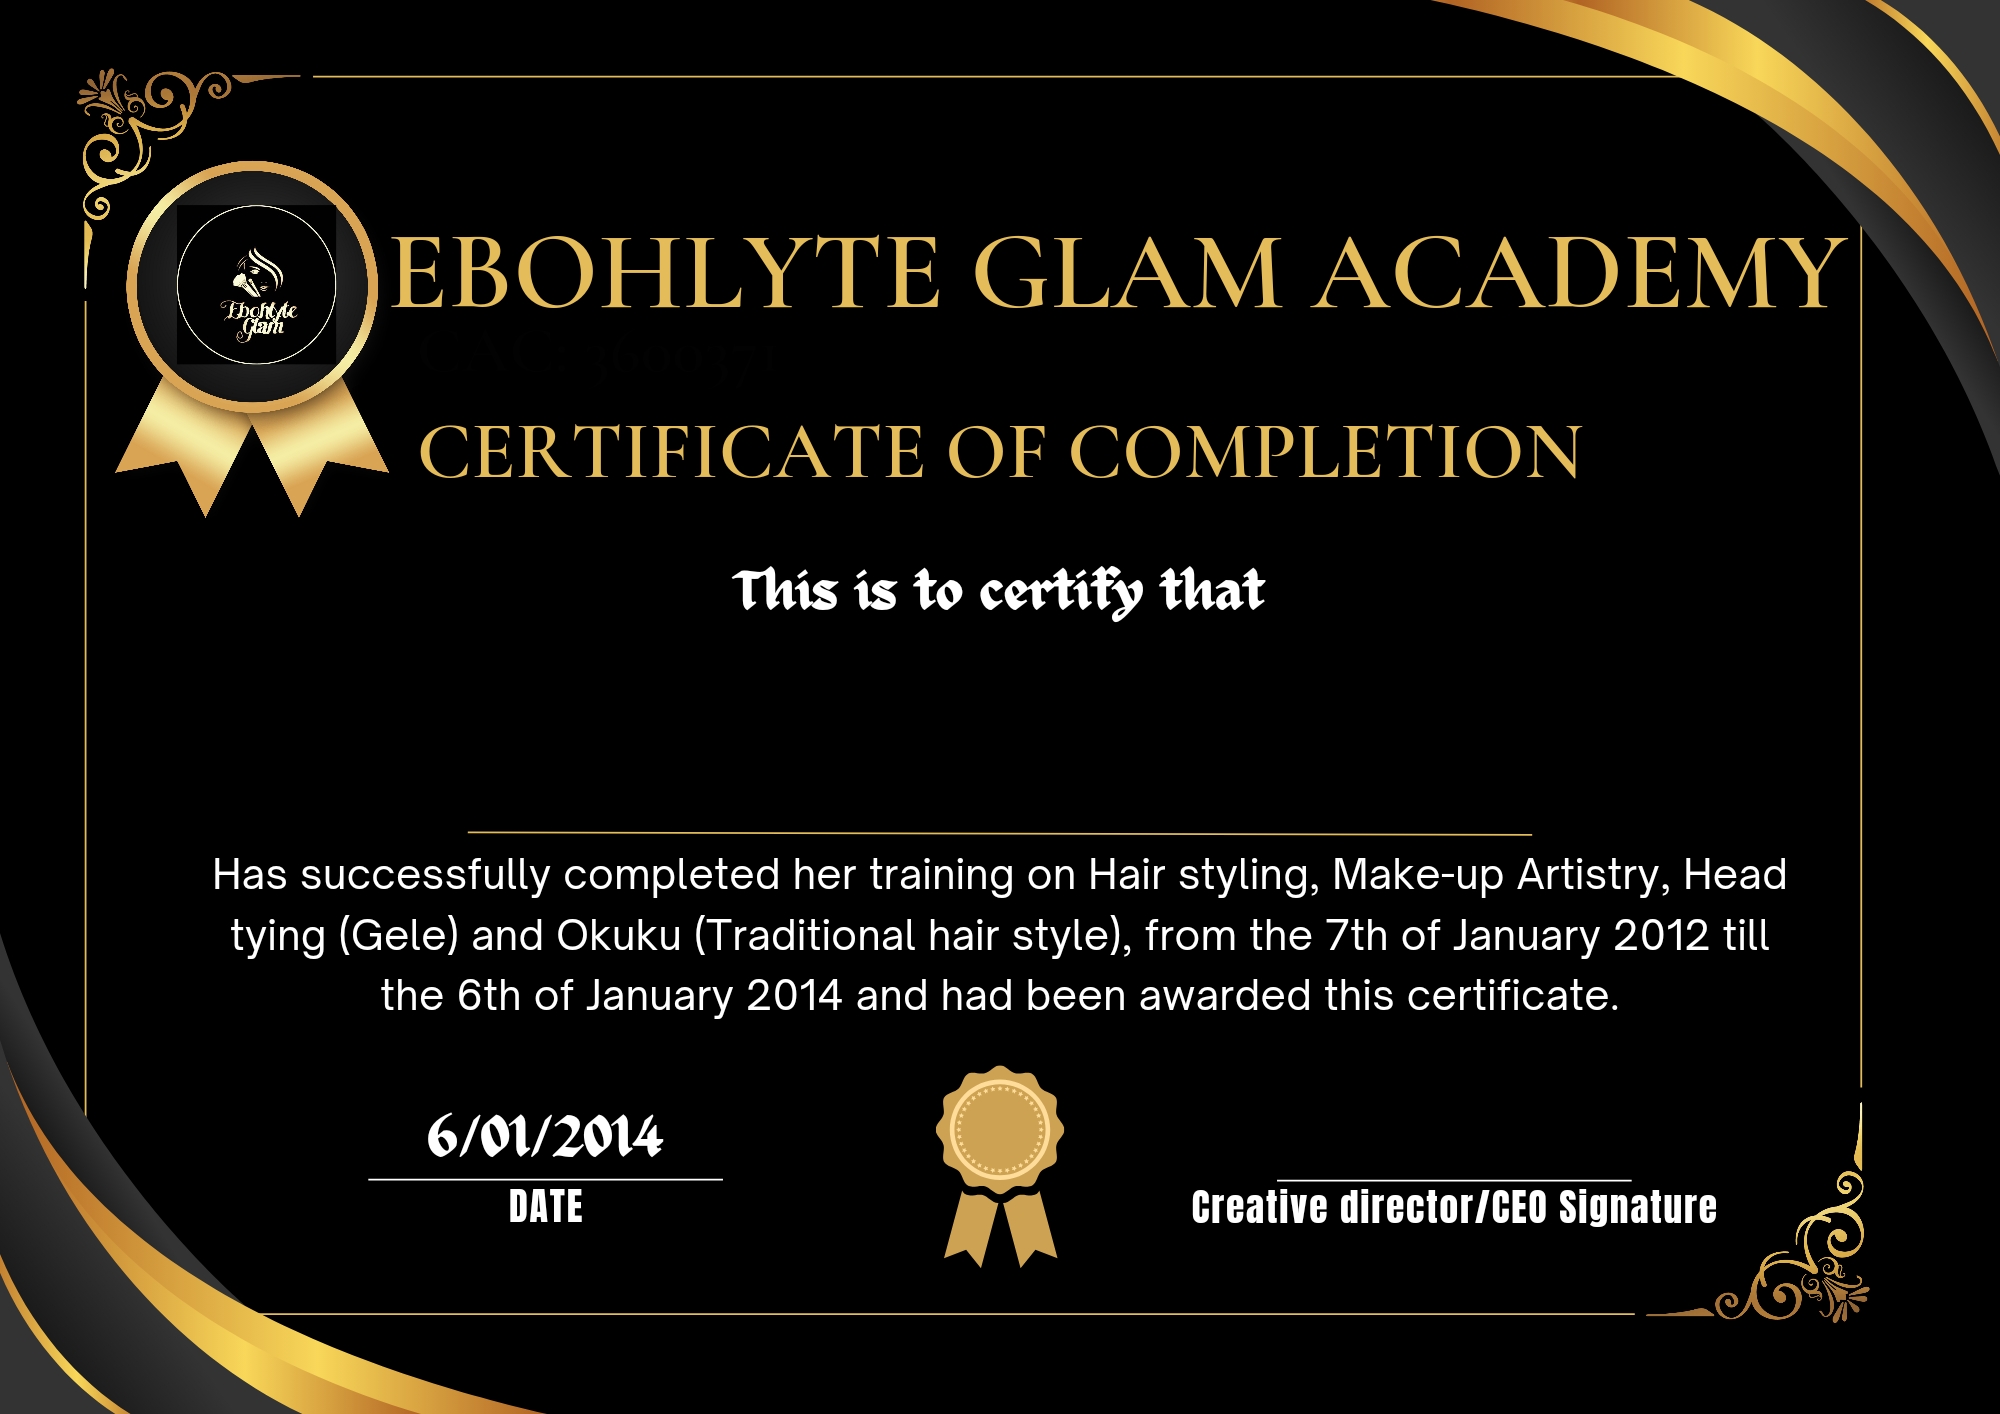 EBOHLYTE GLAM ACADEMY
Ebohlyte
Glam
CERTIFICATE OF COMPLETION
This is to certify that
Has successfully completed her training on Hair styling, Make-up Artistry, Head
tying (Gele) and Okuku (Traditional hair style), from the 7th of January 2012 till
the 6th of January 2014 and had been awarded this certificate.
6/01/2014
DATE
Creative director/CEO Signature